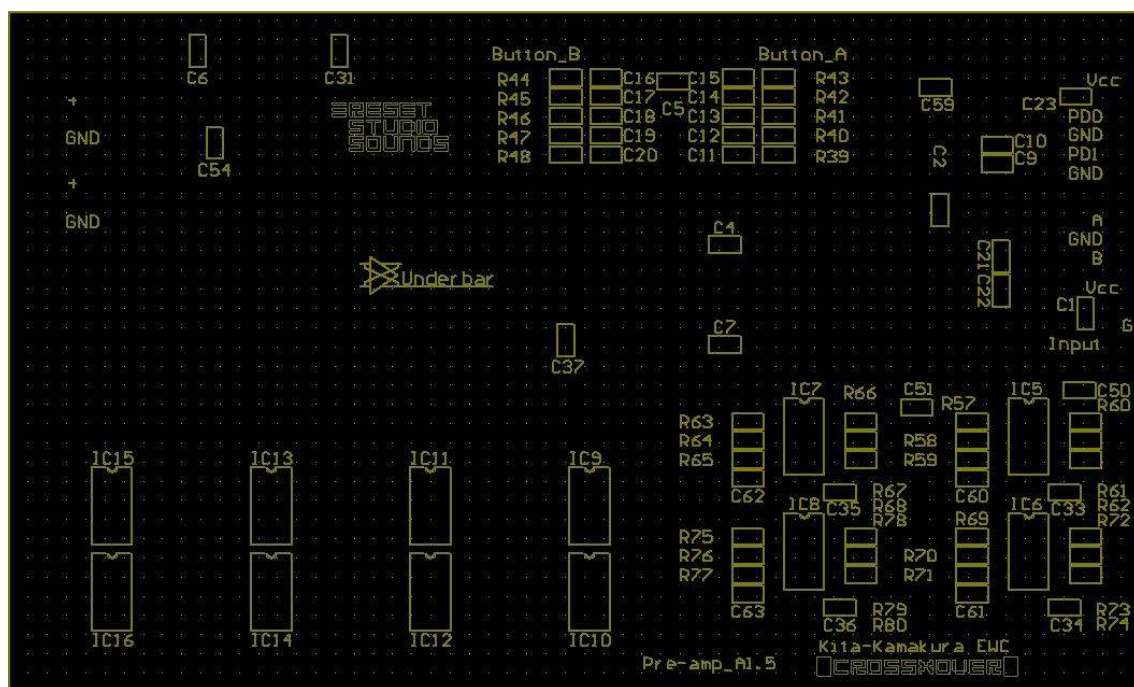 Button_B Button_A
C6 C31 R44 C16 C5 C15 R43 C59 C23 Vcc
+ R45 C17 C14 R42 PD0
ERESET
GND STUDIO R46 C18 C13 R41 GND
SOUNDS R47 C19 C12 R40 C10 PD1
C54 R48 C20 C11 R39 C2 C9 GND
+
GND C4 A
GND
Underbar C21 B
C22 Vcc
C7 C1 G
C37 Input
IC7 R66 C51 R57 IC5 C50
R60
R63
R64 R58
IC15 IC13 IC11 IC9 R65 R59
C62 C35 R67 C60 C33 R61
IC8 R68 IC6 R62
R78 R69 R72
R75
R76 R70
R77 R71
C63 C36 R79 C61 C34 R73
IC16 IC14 IC12 IC10 R80 R74
Kita-Kamakura EWC
Pre-amp_A1.5 CROSSXOVER